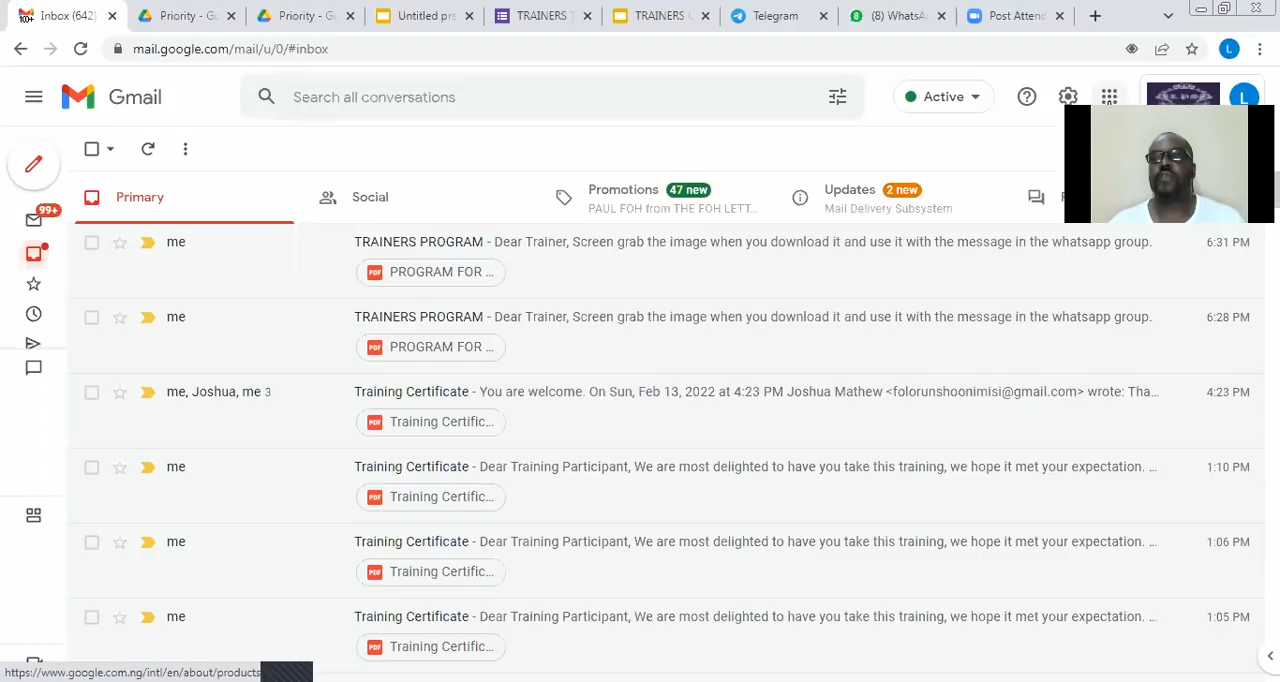 Inbox (642)
Priority - Go
Priority - Go
Untitled pre
TRAINERS T
TRAINERS C
Telegram
(8) WhatsA
Post Attend
mail.google.com/mail/u/0/#inbox
L
Gmail
Search all conversations
Active
L
Primary
Social
Promotions 47 new
PAUL FOH from THE FOH LETT...
Updates 2 new
Mail Delivery Subsystem
99+
me TRAINERS PROGRAM - Dear Trainer, Screen grab the image when you download it and use it with the message in the whatsapp group. 6:31 PM
PDF PROGRAM FOR ...
me TRAINERS PROGRAM - Dear Trainer, Screen grab the image when you download it and use it with the message in the whatsapp group. 6:28 PM
PDF PROGRAM FOR ...
me, Joshua, me 3 Training Certificate - You are welcome. On Sun, Feb 13, 2022 at 4:23 PM Joshua Mathew <folorunshoonimisi@gmail.com> wrote: Tha... 4:23 PM
PDF Training Certific...
me Training Certificate - Dear Training Participant, We are most delighted to have you take this training, we hope it met your expectation. ... 1:10 PM
PDF Training Certific...
me Training Certificate - Dear Training Participant, We are most delighted to have you take this training, we hope it met your expectation. ... 1:06 PM
PDF Training Certific...
me Training Certificate - Dear Training Participant, We are most delighted to have you take this training, we hope it met your expectation. ... 1:05 PM
PDF Training Certific...
https://www.google.com.ng/intl/en/about/products